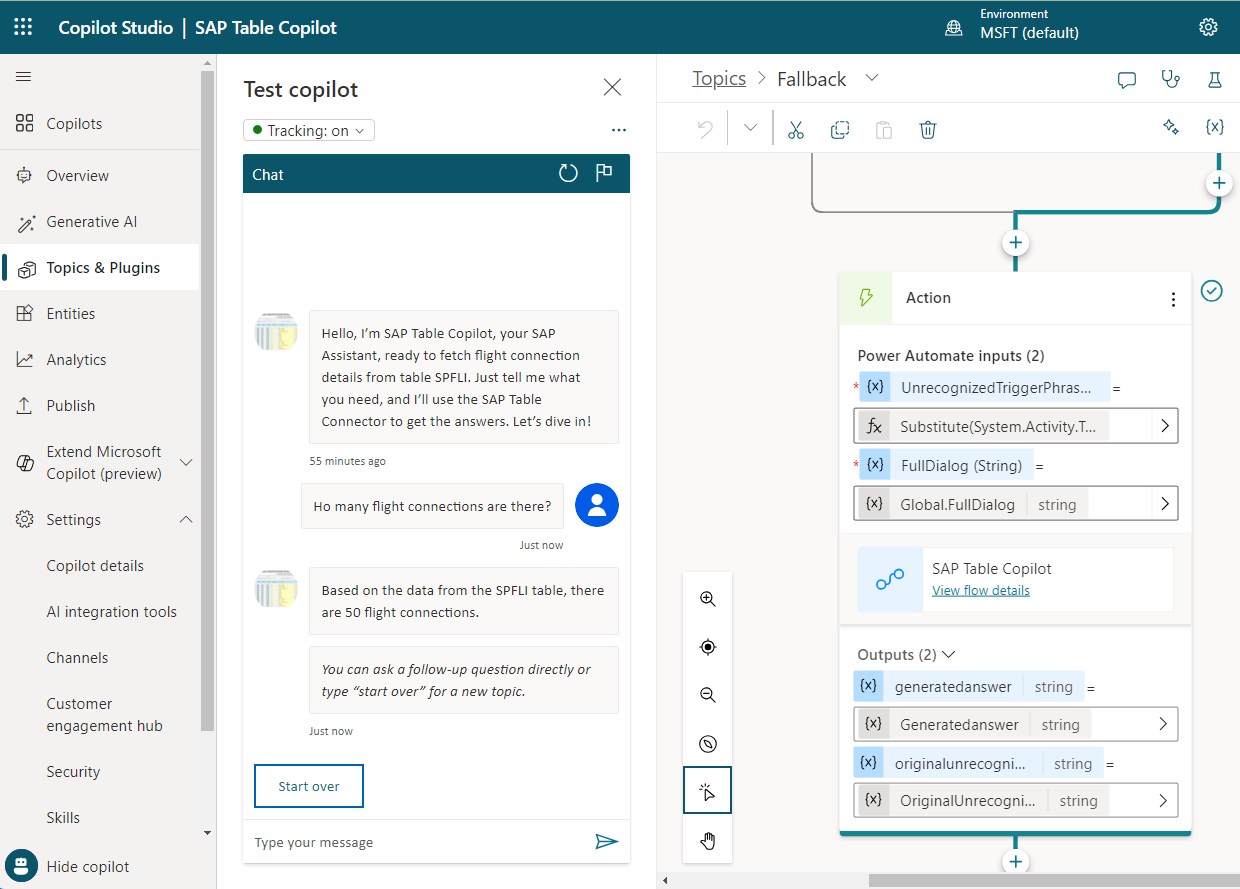 Copilot Studio | SAP Table Copilot
Environment
MSFT (default)
Copilots
Overview
Generative AI
Topics & Plugins
Entities
Analytics
Publish
Extend Microsoft
Copilot (preview)
Settings
Copilot details
AI integration tools
Channels
Customer
engagement hub
Security
Skills
Hide copilot
Test copilot
Tracking: on
Chat
Hello, I’m SAP Table Copilot, your SAP
Assistant, ready to fetch flight connection
details from table SPFLI. Just tell me what
you need, and I’ll use the SAP Table
Connector to get the answers. Let’s dive in!
55 minutes ago
Ho many flight connections are there?
Just now
Based on the data from the SPFLI table, there
are 50 flight connections.
You can ask a follow-up question directly or
type “start over” for a new topic.
Just now
Start over
Type your message
Topics > Fallback
{x}
Action
Power Automate inputs (2)
* {x} UnrecognizedTriggerPhras... =
fx Substitute(System.Activity.T...
* {x} FullDialog (String) =
{x} Global.FullDialog string
SAP Table Copilot
View flow details
Outputs (2)
{x} generatedanswer string =
{x} Generatedanswer string
{x} originalunrecogni... string =
{x} OriginalUnrecogni... string